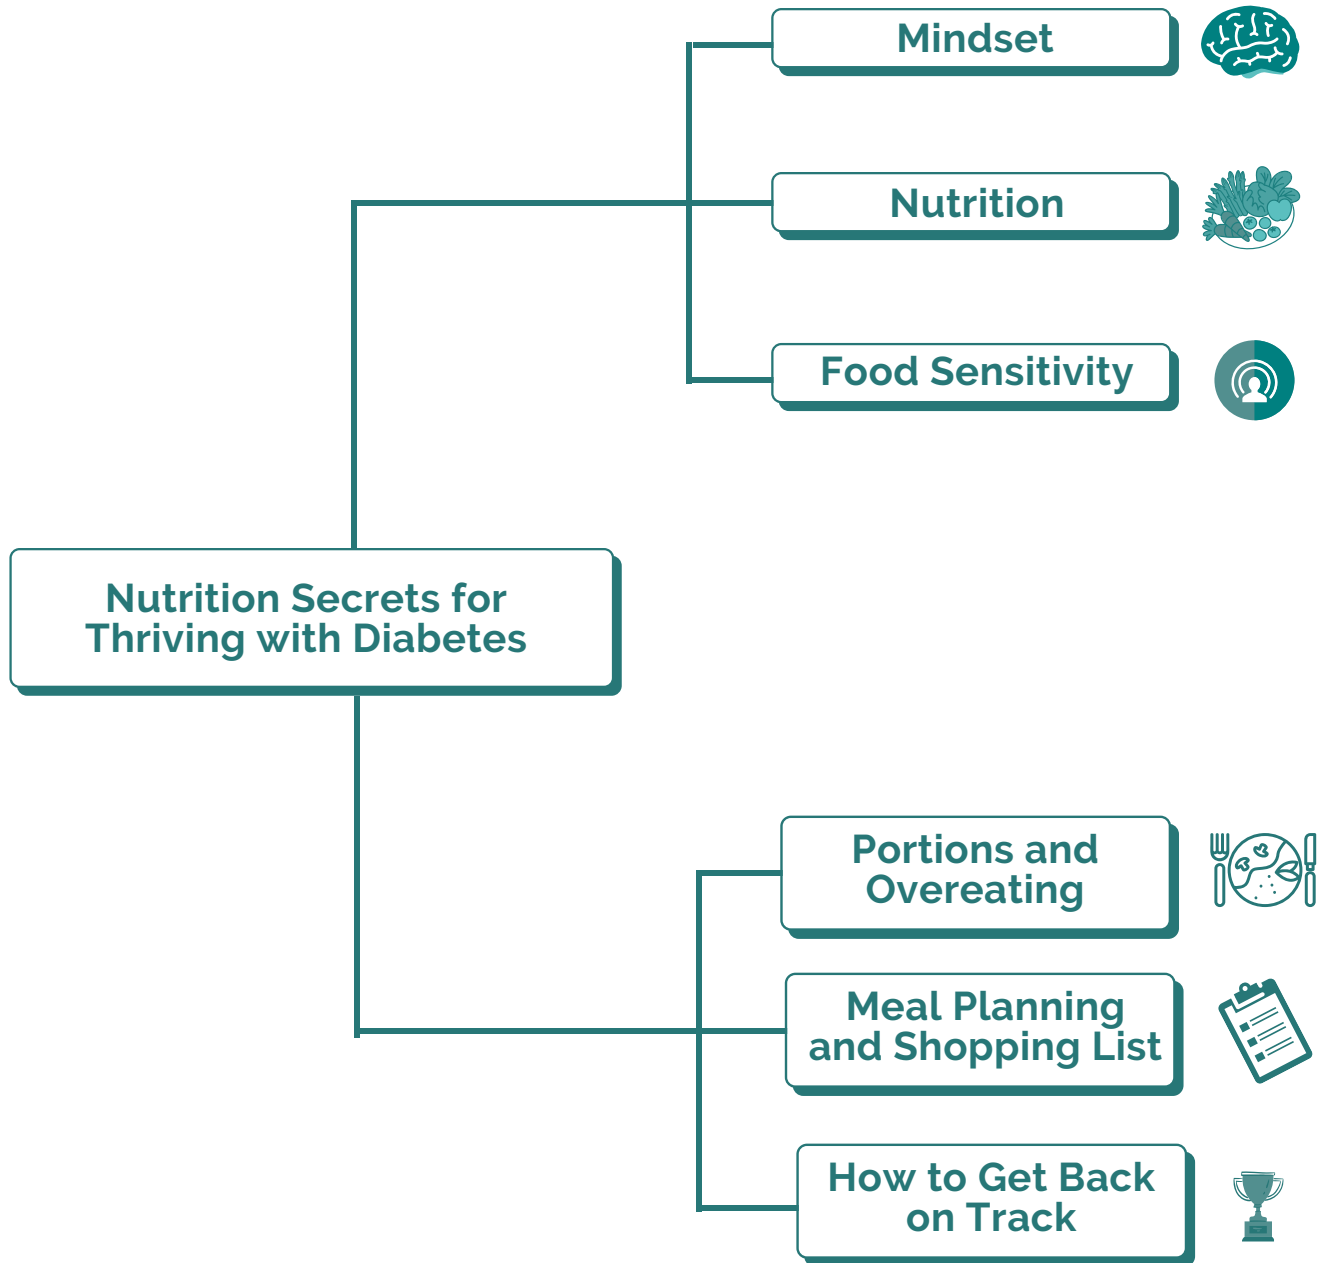 Mindset
Nutrition
Food Sensitivity
Nutrition Secrets for
Thriving with Diabetes
Portions and
Overeating
Meal Planning
and Shopping List
How to Get Back
on Track